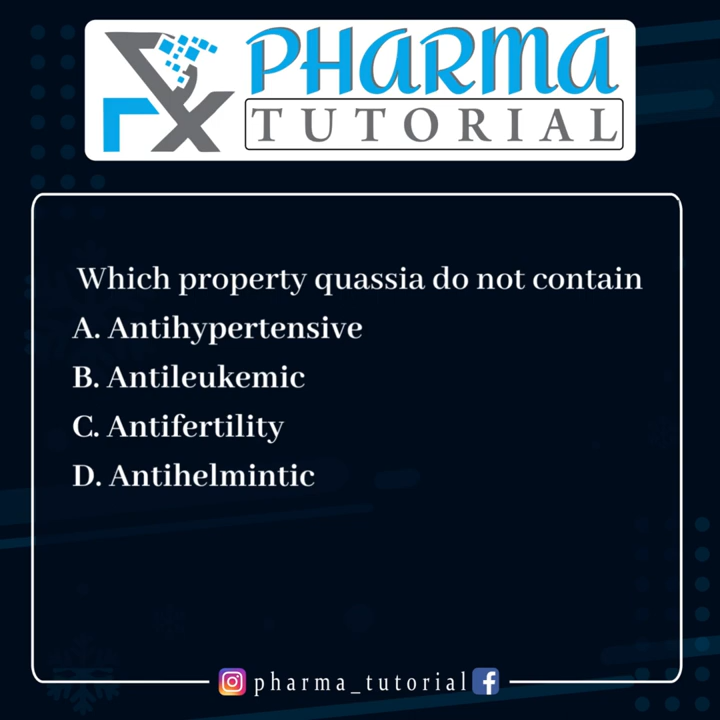 PHARMA
TUTORIAL
Which property quassia do not contain
A. Antihypertensive
B. Antileukemic
C. Antifertility
D. Antihelmintic
pharma_tutorial